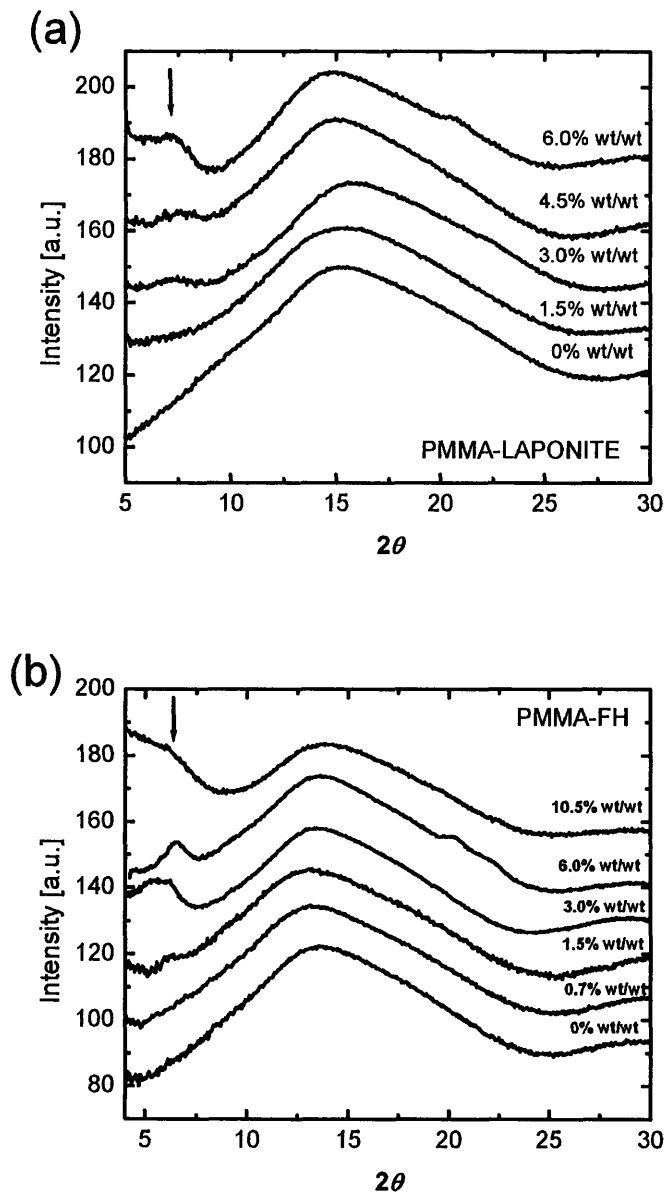 (a)
200
180
160
140
120
100
Intensity [a.u.]
6.0% wt/wt
4.5% wt/wt
3.0% wt/wt
1.5% wt/wt
0% wt/wt
PMMA-LAPONITE
5 10 15 20 25 30
2θ
(b)
200
180
160
140
120
100
80
Intensity [a.u.]
PMMA-FH
10.5% wt/wt
6.0% wt/wt
3.0% wt/wt
1.5% wt/wt
0.7% wt/wt
0% wt/wt
5 10 15 20 25 30
2θ